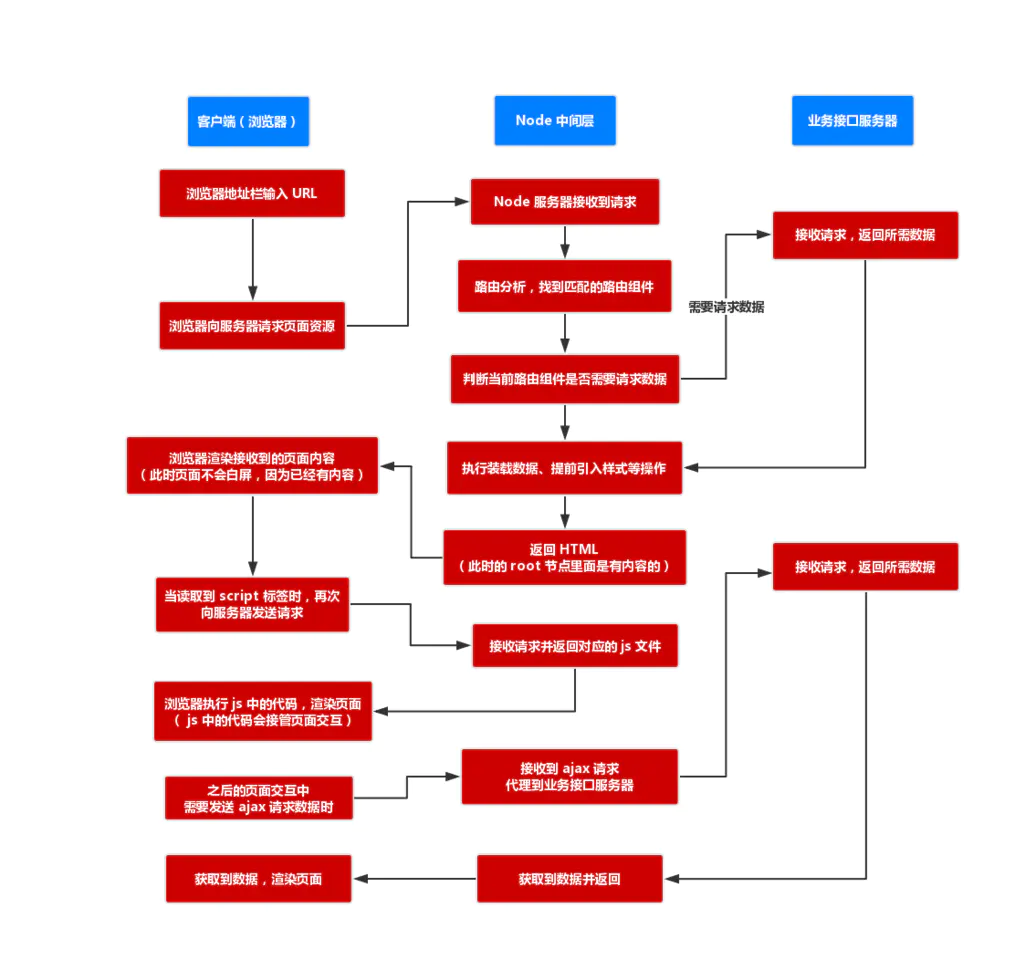 客户端（浏览器）
Node 中间层
业务接口服务器
浏览器地址栏输入 URL
Node 服务器接收到请求
接收请求，返回所需数据
路由分析，找到匹配的路由组件
需要请求数据
浏览器向服务器请求页面资源
判断当前路由组件是否需要请求数据
浏览器渲染接收到的页面内容
（此时页面不会白屏，因为已经有内容）
执行装载数据、提前引入样式等操作
返回 HTML
（此时的 root 节点里面是有内容的）
接收请求，返回所需数据
当读取到 script 标签时，再次
向服务器发送请求
接收请求并返回对应的 js 文件
浏览器执行 js 中的代码，渲染页面
（ js 中的代码会接管页面交互）
接收到 ajax 请求
代理到业务接口服务器
之后的页面交互中
需要发送 ajax 请求数据时
获取到数据，渲染页面
获取到数据并返回